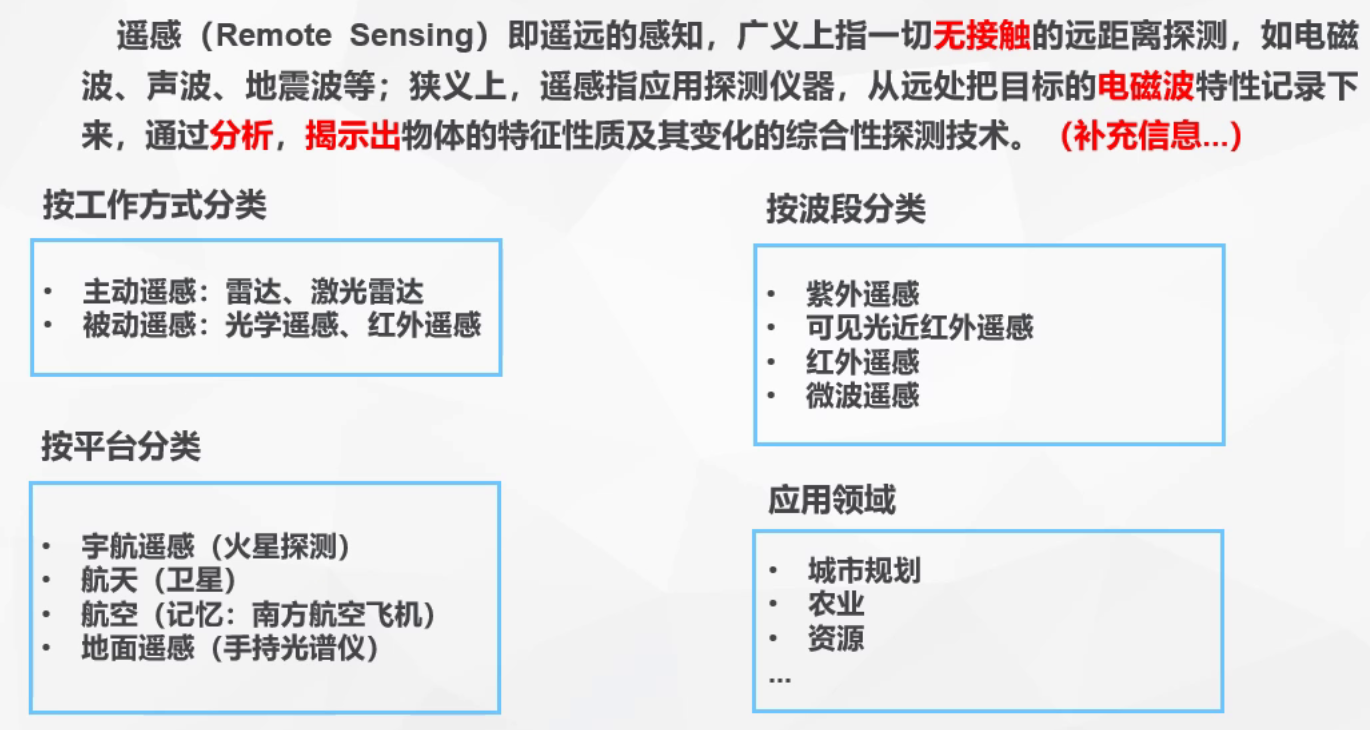 遥感（Remote Sensing）即遥远的感知，广义上指一切无接触的远距离探测，如电磁
波、声波、地震波等；狭义上，遥感指应用探测仪器，从远处把目标的电磁波特性记录下
来，通过分析，揭示出物体的特征性质及其变化的综合性探测技术。（补充信息...）
按工作方式分类
• 主动遥感：雷达、激光雷达
• 被动遥感：光学遥感、红外遥感
按波段分类
• 紫外遥感
• 可见光近红外遥感
• 红外遥感
• 微波遥感
按平台分类
• 宇航遥感（火星探测）
• 航天（卫星）
• 航空（记忆：南方航空飞机）
• 地面遥感（手持光谱仪）
应用领域
• 城市规划
• 农业
• 资源
...